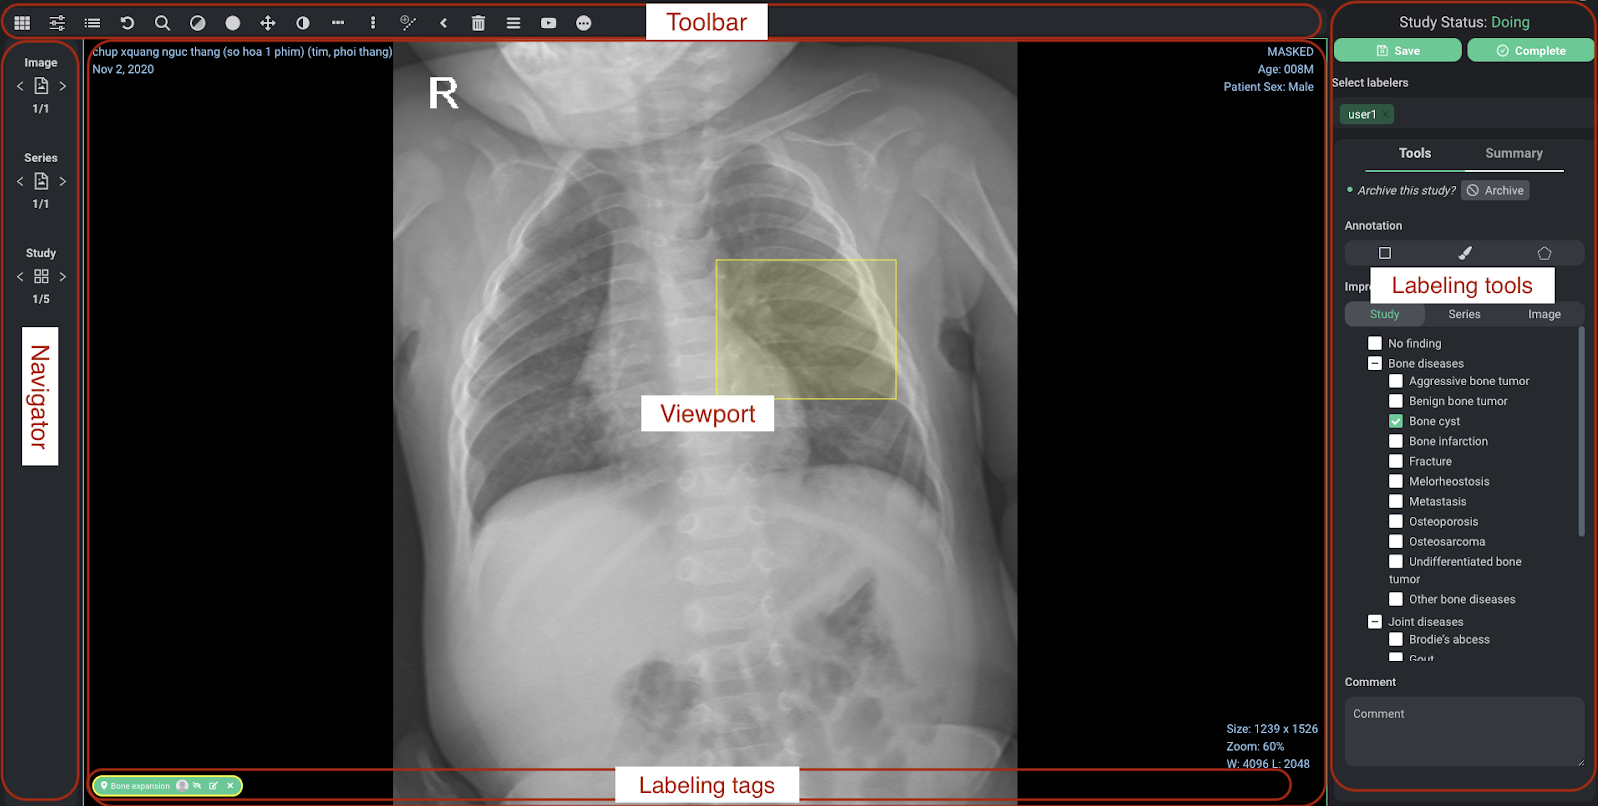 Toolbar
Study Status: Doing
Save
Complete
Select labelers
user1
Tools
Summary
Archive this study?
Archive
Annotation
Labeling tools
Study
Series
Image
No finding
Bone diseases
Aggressive bone tumor
Benign bone tumor
Bone cyst
Bone infarction
Fracture
Melorheostosis
Metastasis
Osteoporosis
Osteosarcoma
Undifferentiated bone
tumor
Other bone diseases
Joint diseases
Brodie's abcess
Gout
Comment
Comment
Image
1/1
Series
1/1
Study
1/5
Navigator
chup xquang nguc thang (so hoa 1 phim) (tim, phoi thang)
Nov 2, 2020
MASKED
Age: 008M
Patient Sex: Male
R
Viewport
Size: 1239 x 1526
Zoom: 60%
W: 4096 L: 2048
Bone expansion
Labeling tags